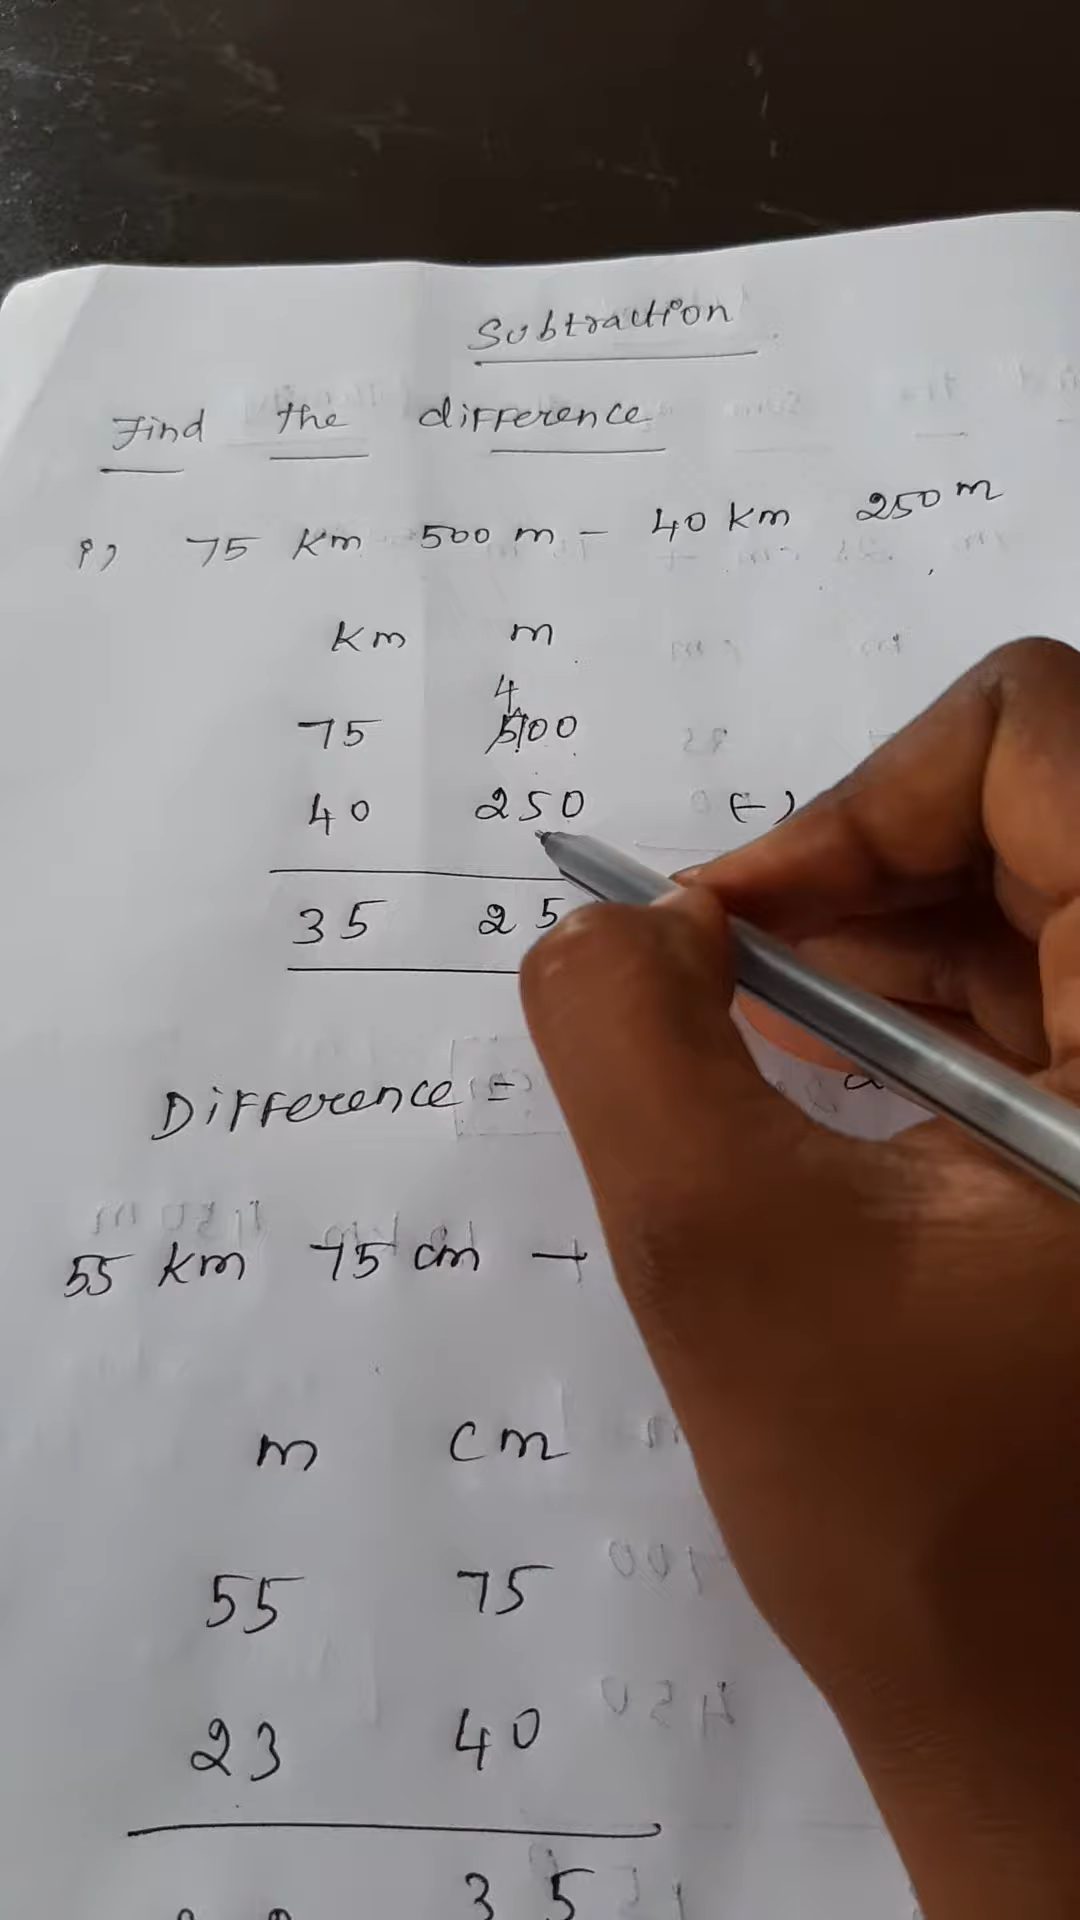 Subtraction
Find the difference
i) 75 Km 500 m - 40 Km 250 m
Km m
4
75 500
40 250 (-)
35 25
Difference =
55 Km 75 cm -
m cm
55 75
23 40
35